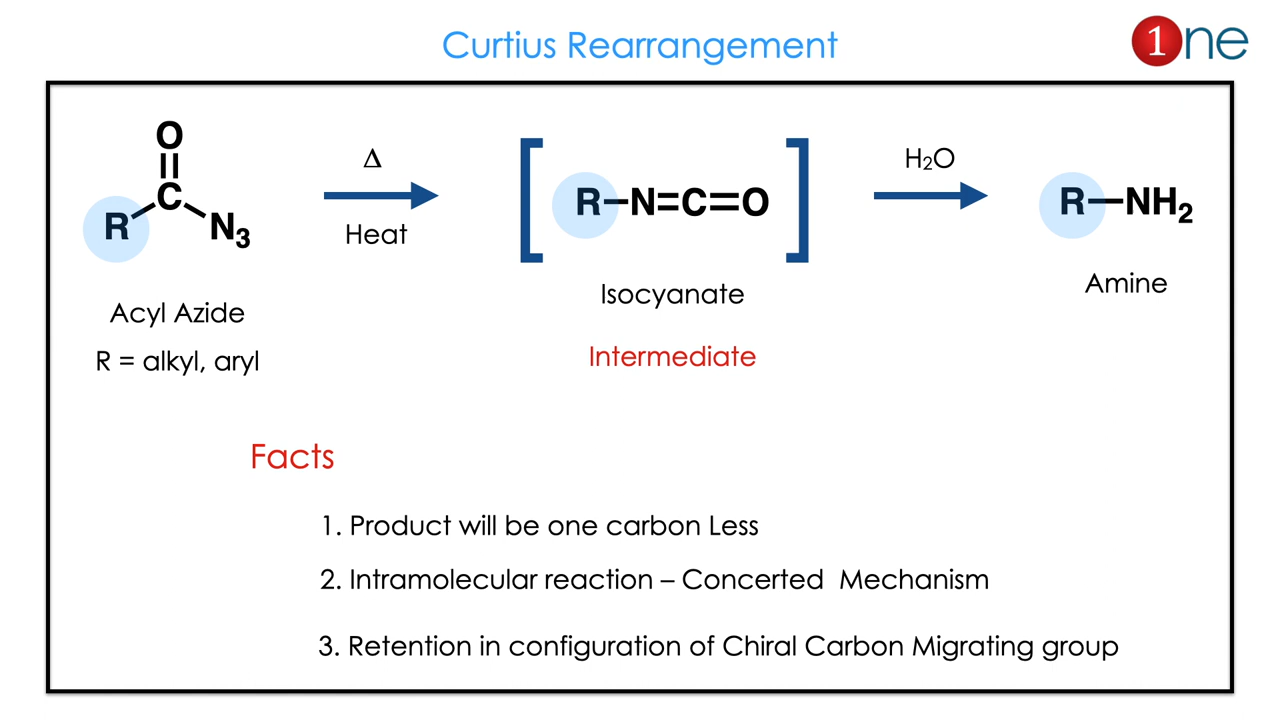 Curtius Rearrangement
1ne
O
C
R
N3
Δ
Heat
R–N=C=O
H2O
R–NH2
Acyl Azide
R = alkyl, aryl
Isocyanate
Intermediate
Amine
Facts
1. Product will be one carbon Less
2. Intramolecular reaction – Concerted Mechanism
3. Retention in configuration of Chiral Carbon Migrating group